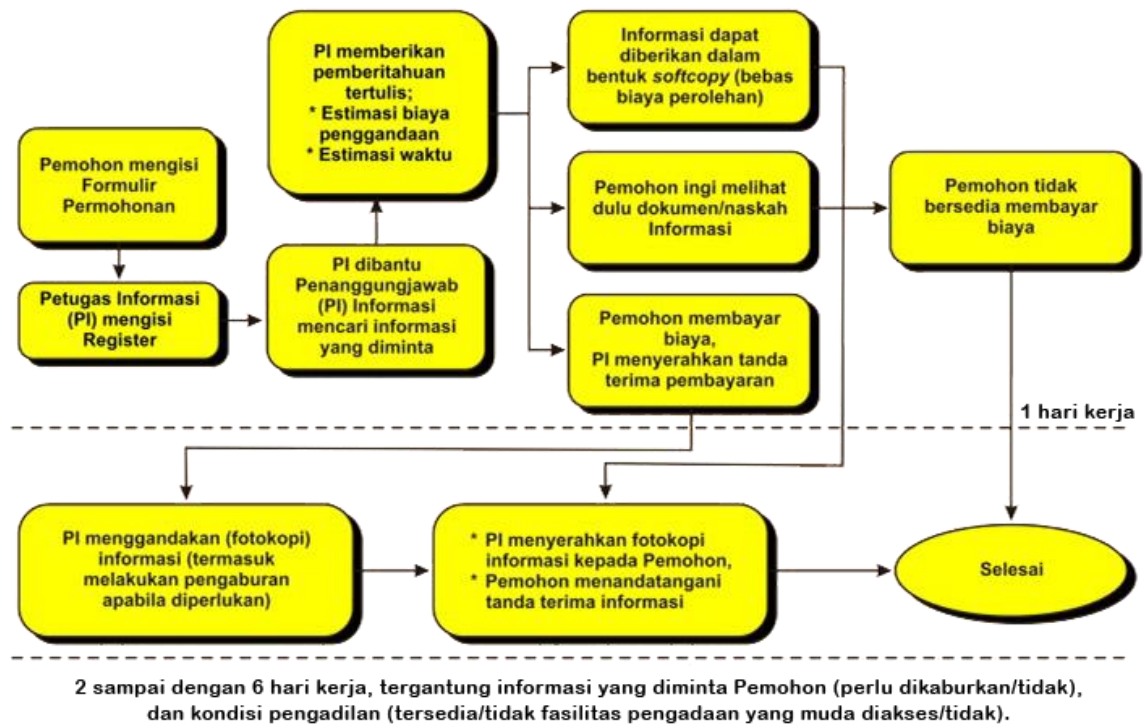 Pemohon mengisi
Formulir
Permohonan
Petugas Informasi
(PI) mengisi
Register
PI dibantu
Penanggungjawab
(PI) Informasi
mencari informasi
yang diminta
PI memberikan
pemberitahuan
tertulis;
* Estimasi biaya
penggandaan
* Estimasi waktu
Informasi dapat
diberikan dalam
bentuk softcopy (bebas
biaya perolehan)
Pemohon ingi melihat
dulu dokumen/naskah
Informasi
Pemohon membayar
biaya,
PI menyerahkan tanda
terima pembayaran
Pemohon tidak
bersedia membayar
biaya
1 hari kerja
PI menggandakan (fotokopi)
informasi (termasuk
melakukan pengaburan
apabila diperlukan)
* PI menyerahkan fotokopi
informasi kepada Pemohon,
* Pemohon menandatangani
tanda terima informasi
Selesai
2 sampai dengan 6 hari kerja, tergantung informasi yang diminta Pemohon (perlu dikaburkan/tidak),
dan kondisi pengadilan (tersedia/tidak fasilitas pengadaan yang muda diakses/tidak).